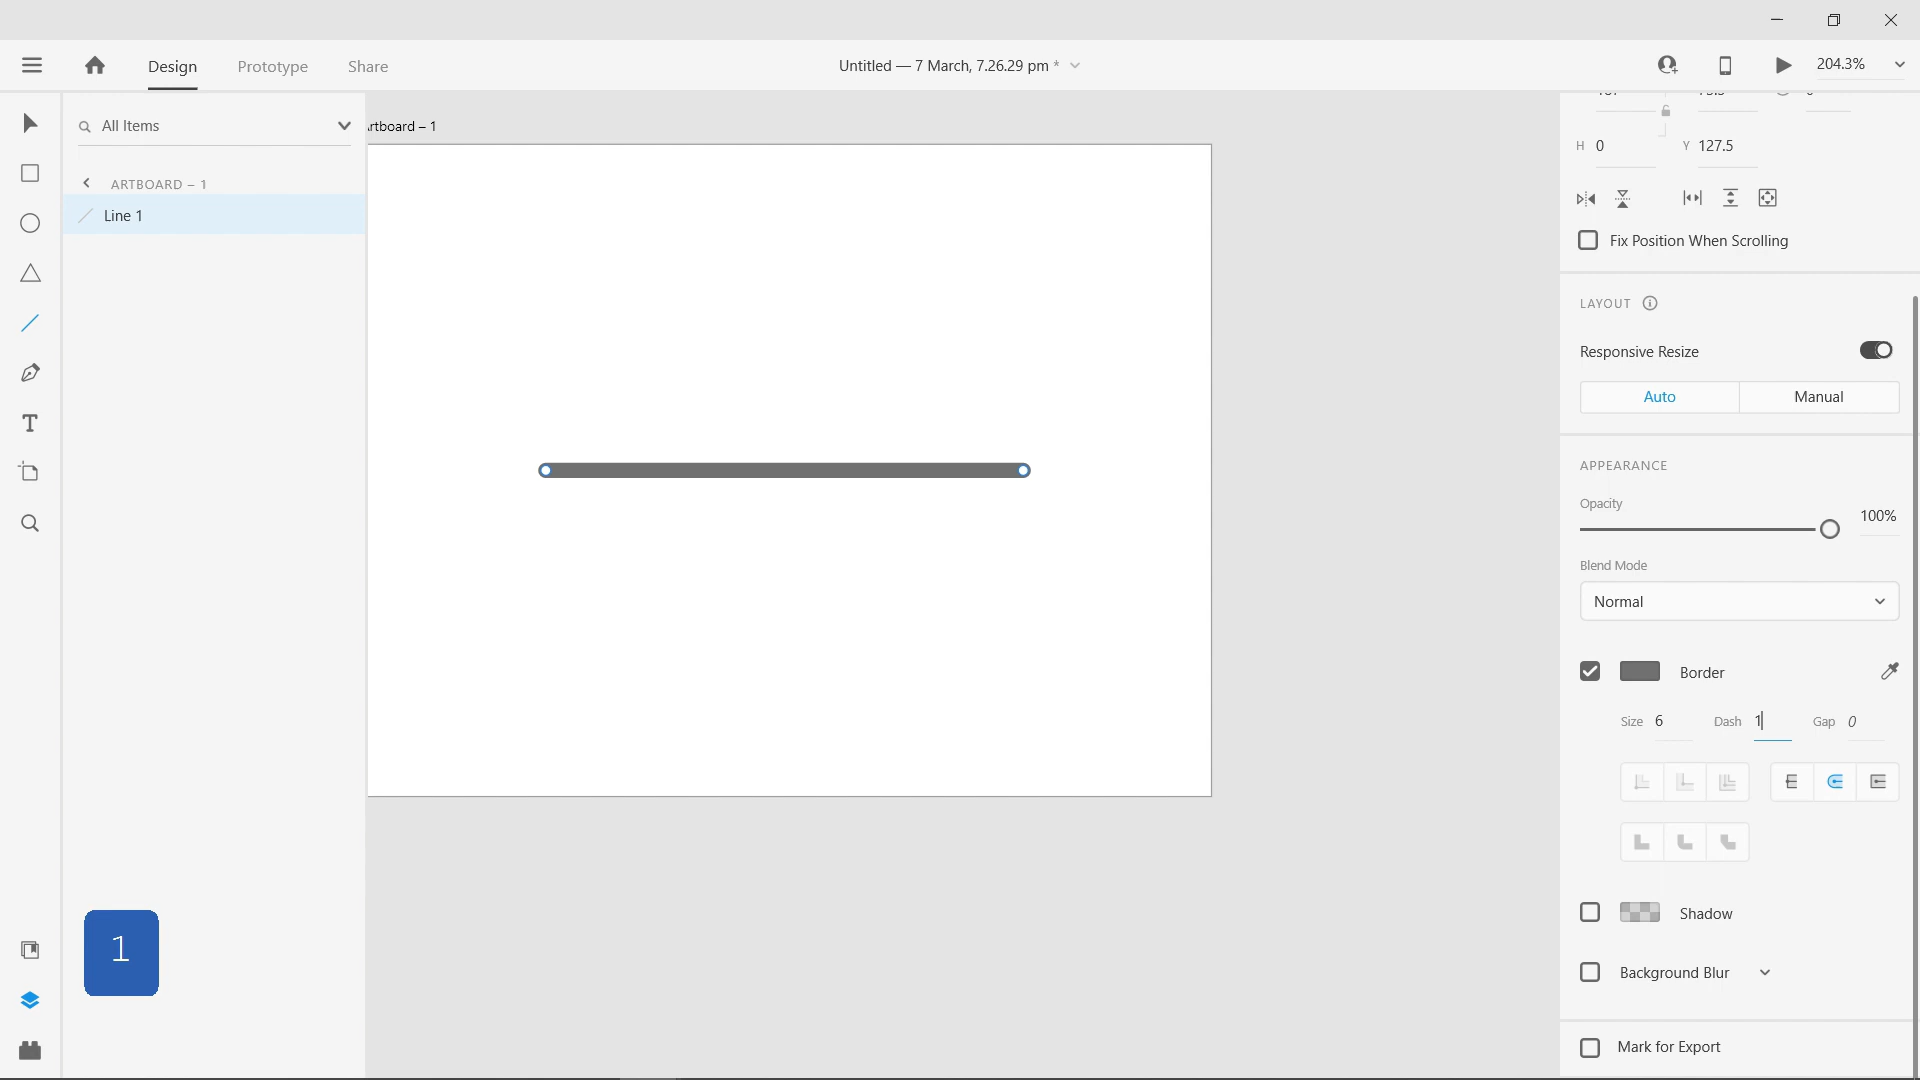 Design Prototype Share
Untitled — 7 March, 7.26.29 pm *
204.3%
All Items
rtboard – 1
ARTBOARD – 1
Line 1
H 0 Y 127.5
Fix Position When Scrolling
LAYOUT
Responsive Resize
Auto Manual
APPEARANCE
Opacity
100%
Blend Mode
Normal
Border
Size 6 Dash 1 Gap 0
Shadow
Background Blur
Mark for Export
1